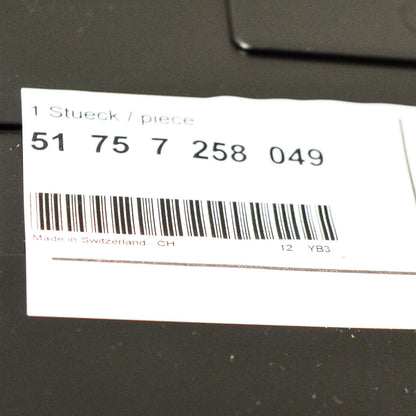 1 Stueck / piece
51 75 7 258 049
Made in Switzerland - CH 12 YB3